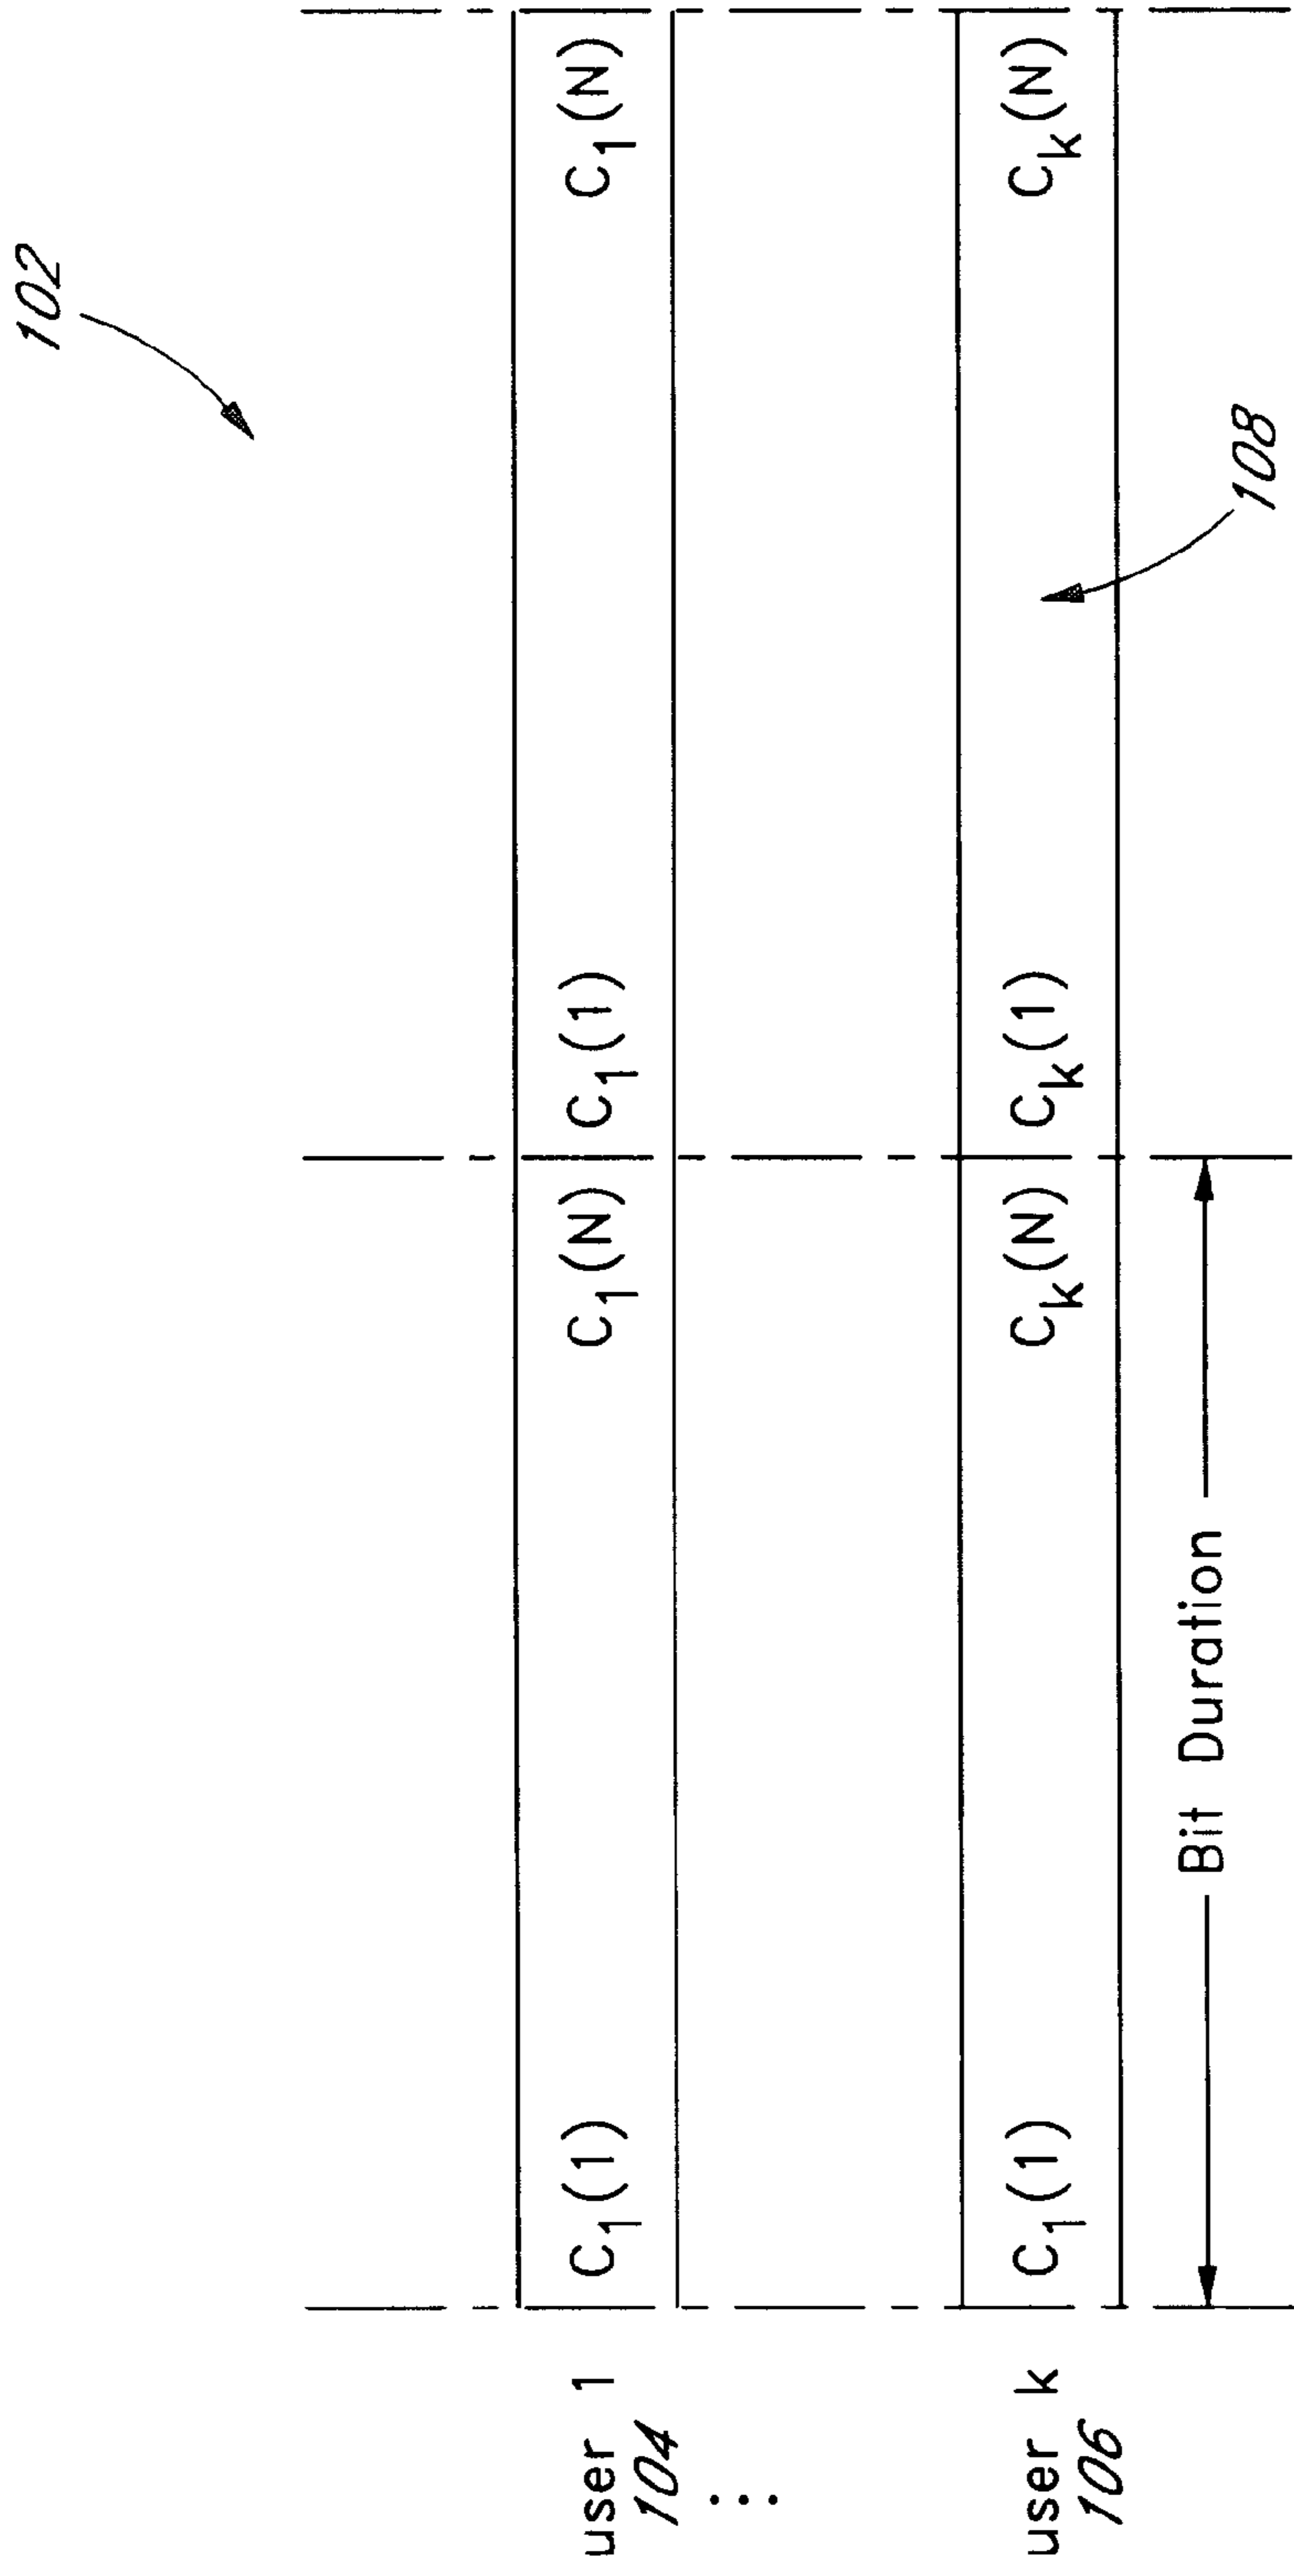 102
user 1 C₁(1) C₁(N) C₁(1) C₁(N)
104
⋮
user k C₁(1) Cₖ(N) Cₖ(1) Cₖ(N)
106
108
Bit Duration